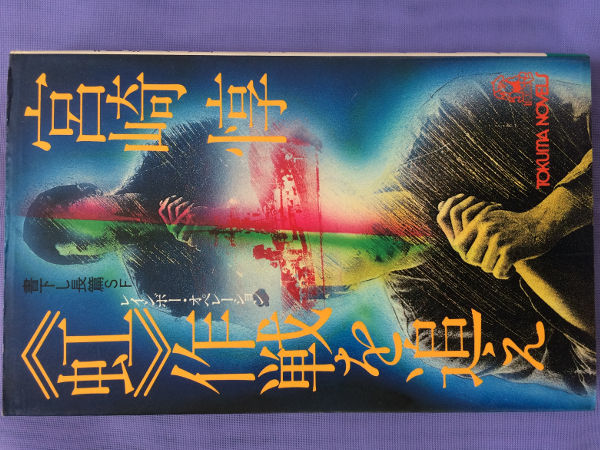 宮崎惇
TOKUMA NOVELS
書下し長篇SF
レインボー・オペレーション
《虹》作戦を追え